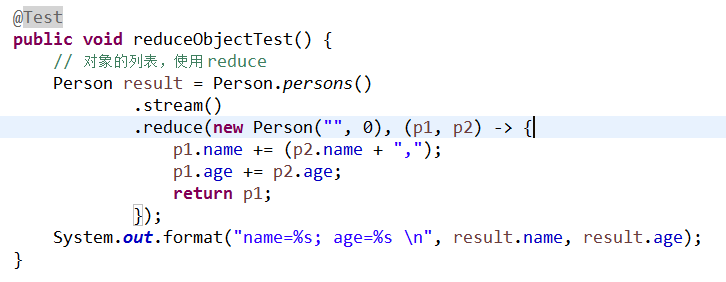 @Test
public void reduceObjectTest() {
    // 对象的列表，使用reduce
    Person result = Person.persons()
            .stream()
            .reduce(new Person("", 0), (p1, p2) -> {
                p1.name += (p2.name + ",");
                p1.age += p2.age;
                return p1;
            });
    System.out.format("name=%s; age=%s \n", result.name, result.age);
}